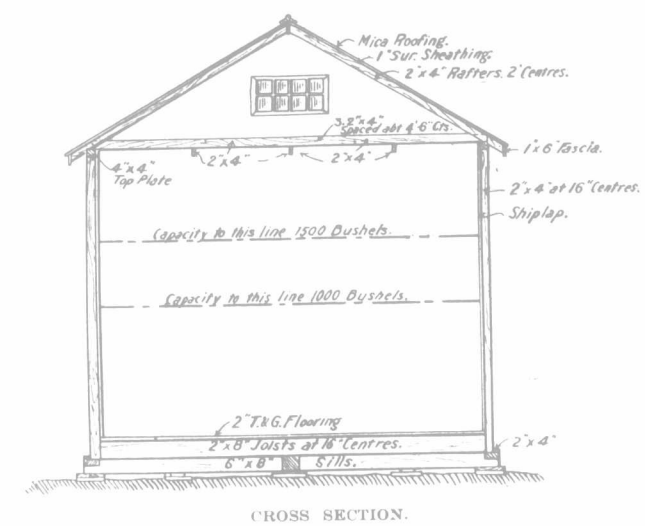 Mica Roofing.
1" Sur. Sheathing.
2"x4" Rafters. 2' Centres.
3.2"x4"
Spaced abt 4'6" Crs.
2"x4" 2"x4"
1"x6" Fascia.
4"x4"
Top Plate
2"x4" at 16" Centres.
Shiplap.
Capacity to this line 1500 Bushels.
Capacity to this line 1000 Bushels.
2" T.&G. Flooring
2"x8" Joists at 16" Centres.
2"x4"
6"x8" Sills.
CROSS SECTION.